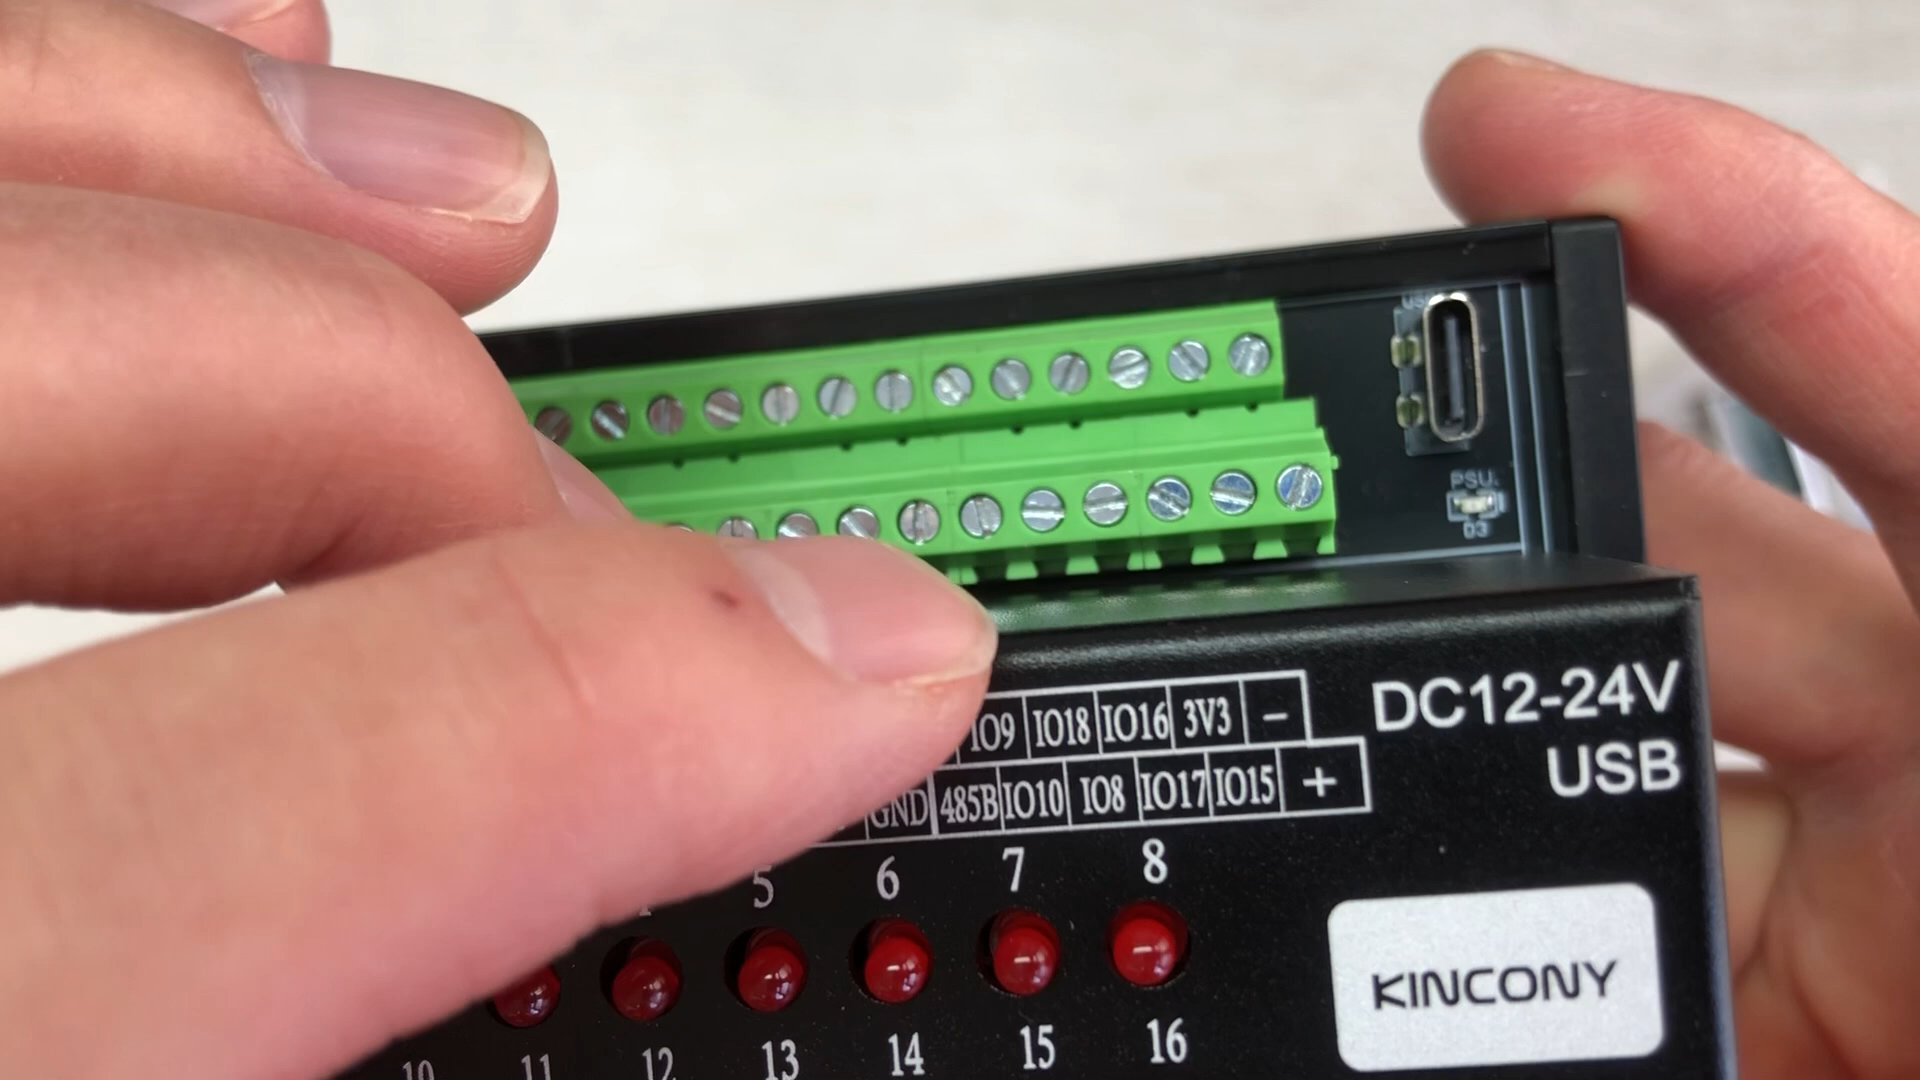 PSU
D3
DC12-24V
USB
IO9 IO18 IO16 3V3 −
GND 485B IO10 IO8 IO17 IO15 +
5 6 7 8
KINCONY
10 11 12 13 14 15 16